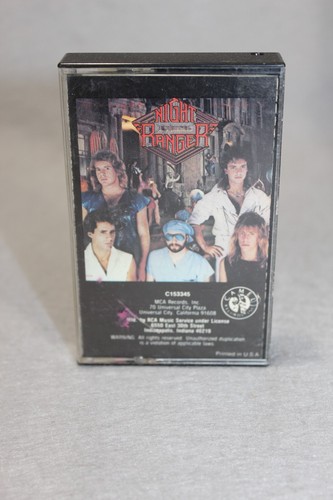 NIGHT
RANGER
C153345
MCA Records, Inc.
70 Universal City Plaza
Universal City, California 91608
by RCA Music Service under License
6550 East 30th Street
Indianapolis, Indiana 46219
WARNING: All rights reserved. Unauthorized duplication
is a violation of applicable laws.
Printed in U.S.A.
CAMEL